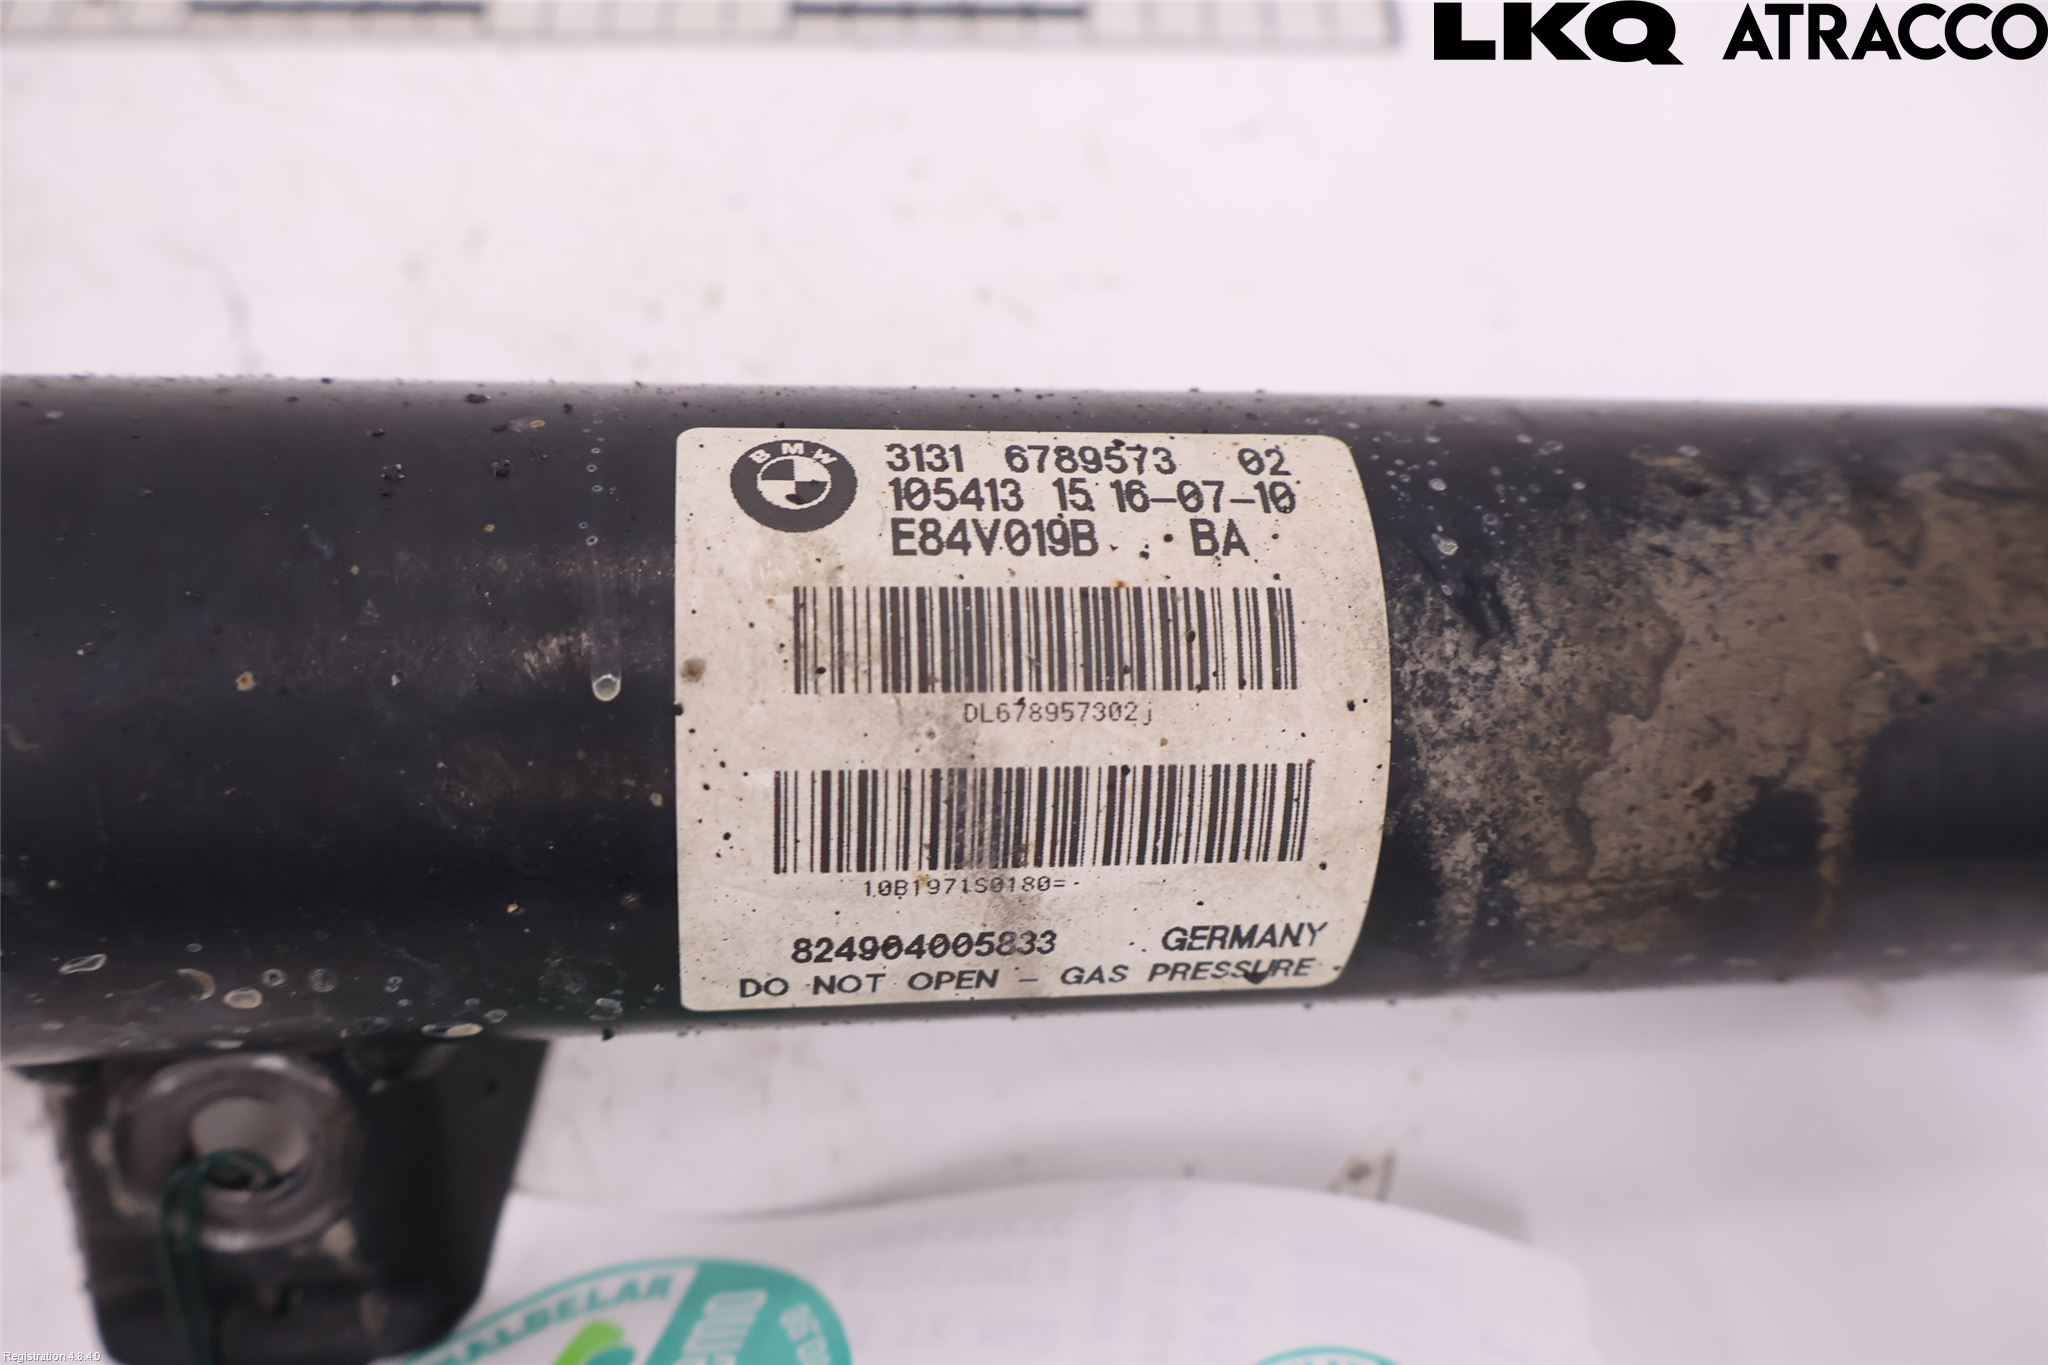 LKQ ATRACCO
BMW
3131 6789573 02
105413 15 16-07-10
E84V019B BA
DL678957302j
10B1971S0180=
824904005833 GERMANY
DO NOT OPEN - GAS PRESSURE
Registration 4.8.4.0